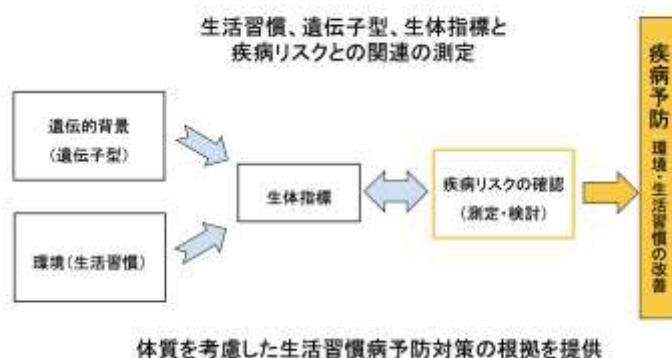 生活習慣、遺伝子型、生体指標と
疾病リスクとの関連の測定
遺伝的背景
(遺伝子型)
環境(生活習慣)
生体指標
疾病リスクの確認
(測定・検討)
疾病予防 環境・生活習慣の改善
体質を考慮した生活習慣病予防対策の根拠を提供